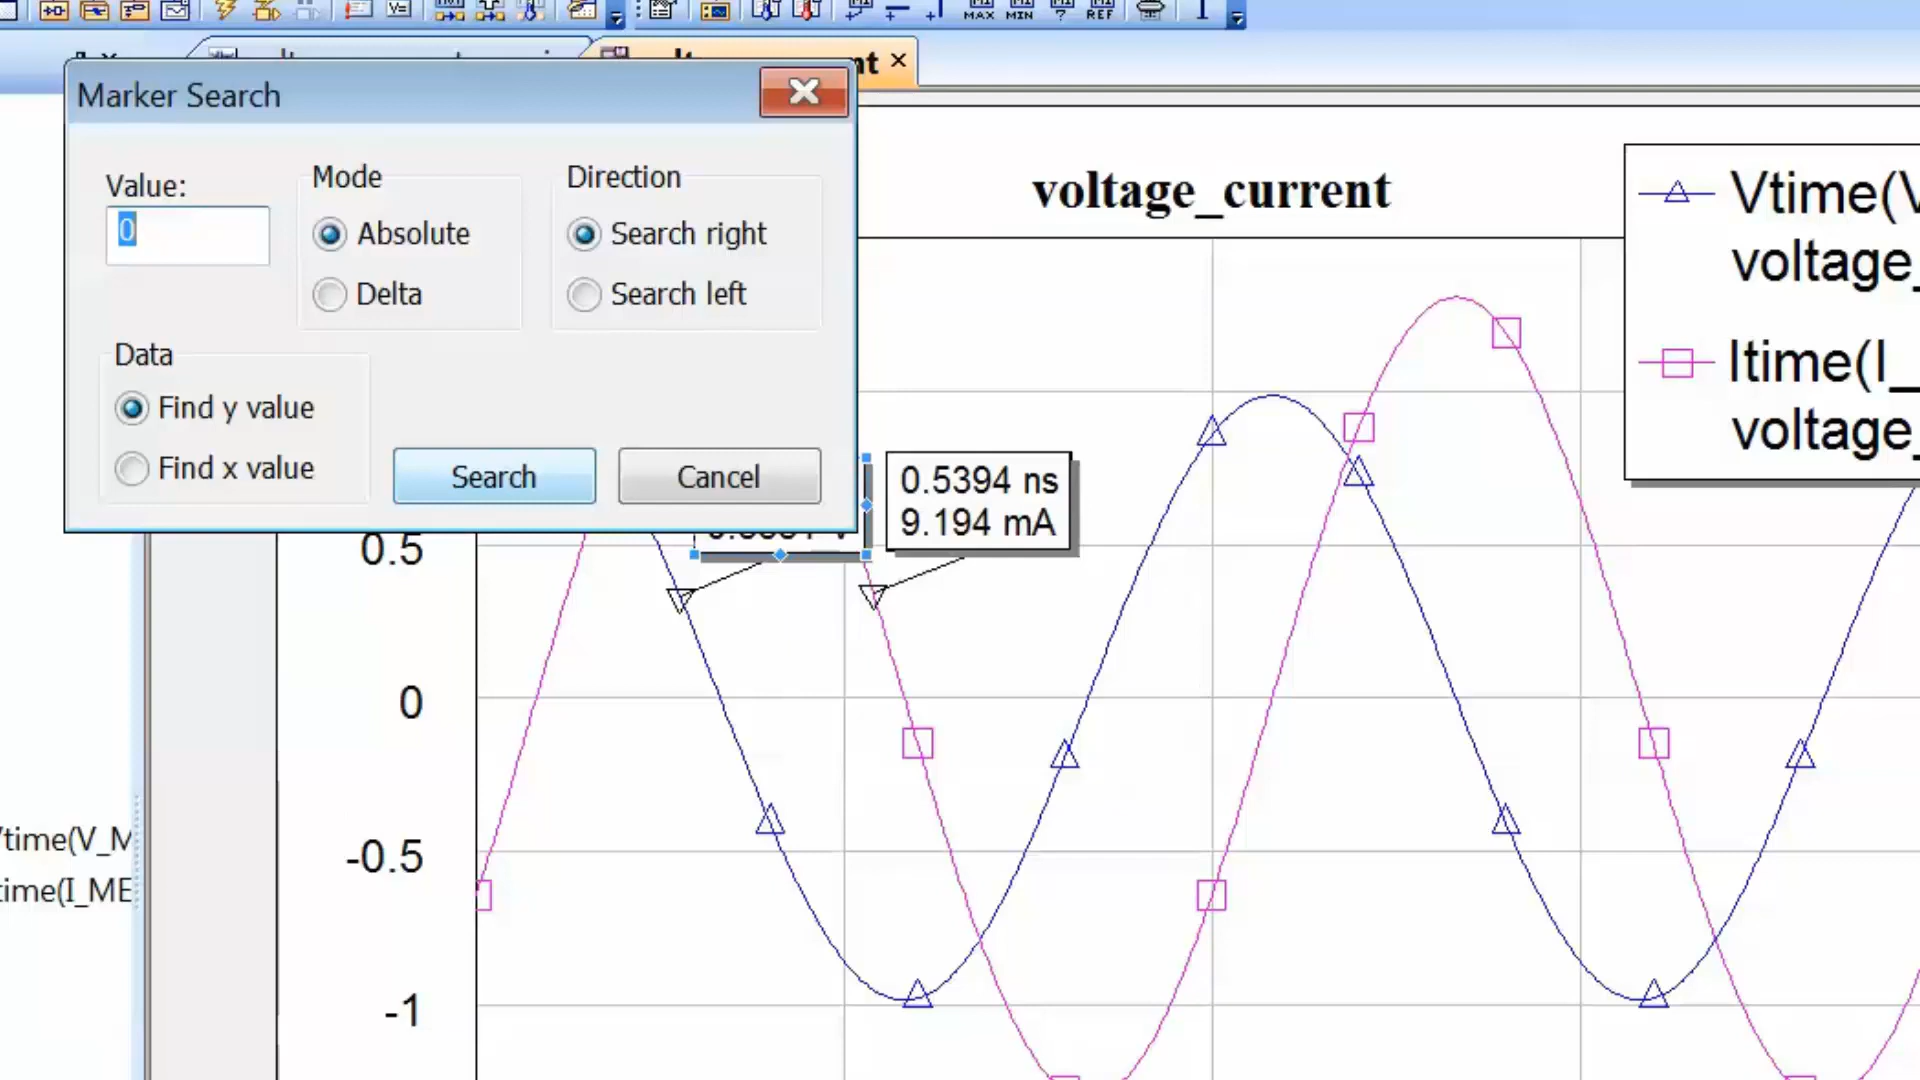 MAX MIN ? REF
nt ×
Marker Search
Value:
0
Mode
Absolute
Delta
Direction
Search right
Search left
Data
Find y value
Find x value
Search
Cancel
voltage_current
Vtime(V
voltage_
Itime(I_
voltage_
0.5394 ns
9.194 mA
0.5
0
-0.5
-1
time(V_M
time(I_ME